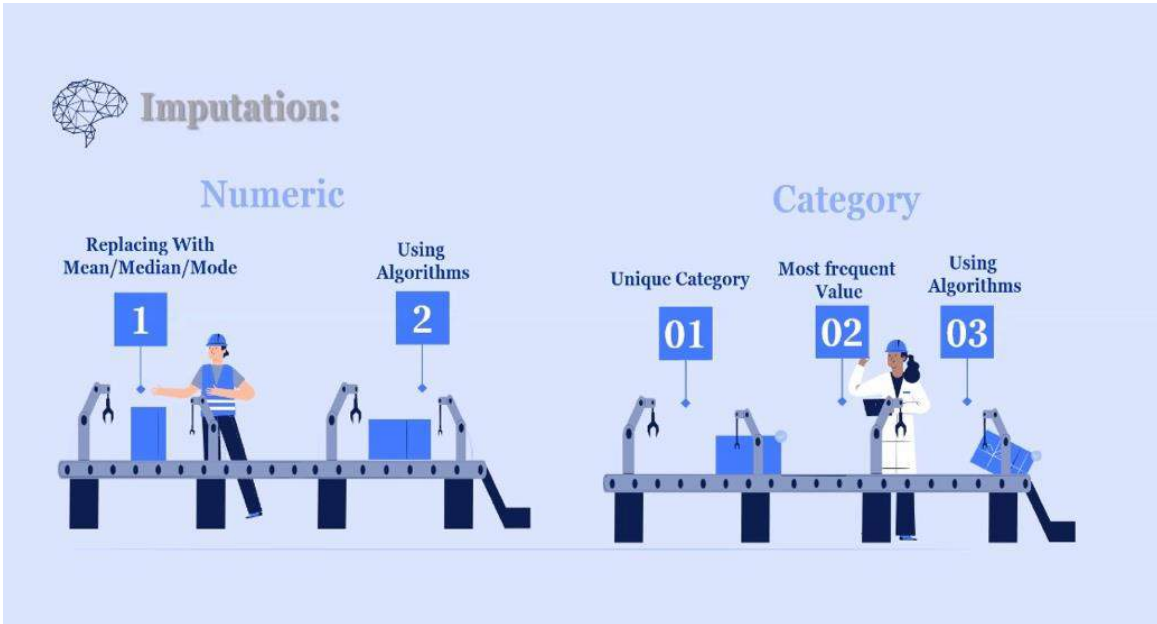 Imputation:
Numeric
Replacing With
Mean/Median/Mode
1
Using
Algorithms
2
Category
Unique Category
01
Most frequent
Value
02
Using
Algorithms
03